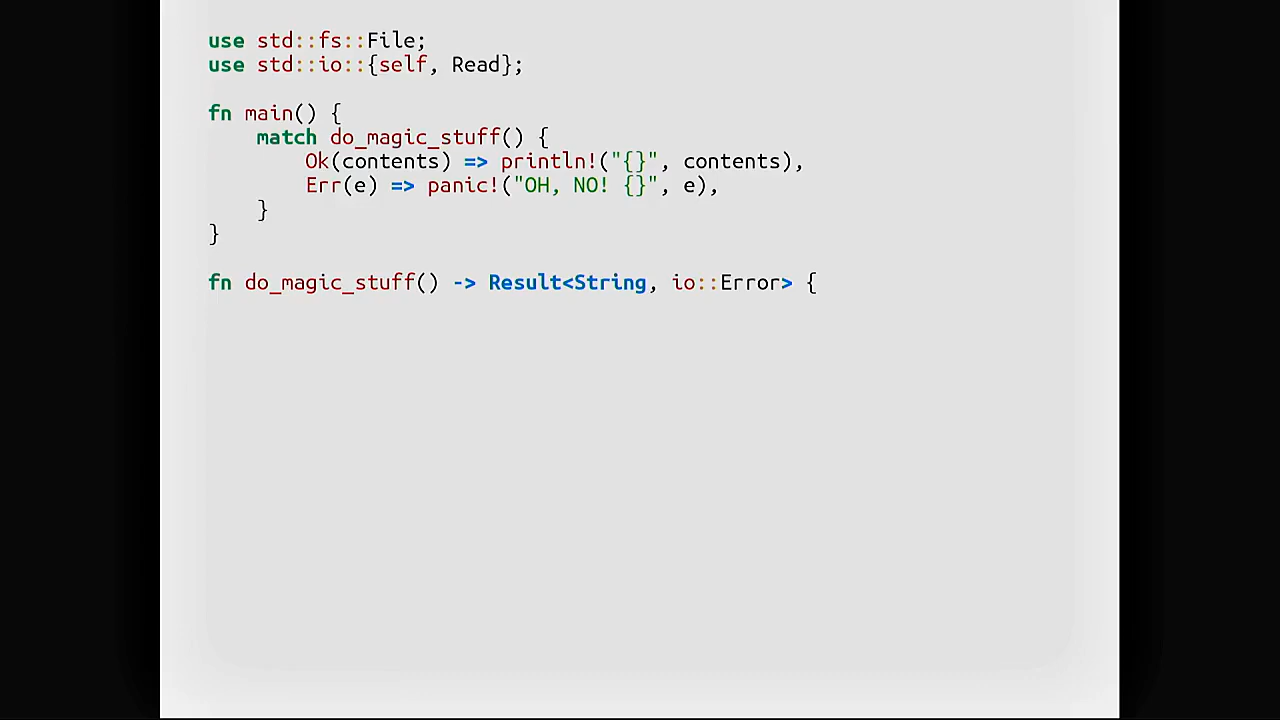 use std::fs::File;
use std::io::{self, Read};

fn main() {
    match do_magic_stuff() {
        Ok(contents) => println!("{}", contents),
        Err(e) => panic!("OH, NO! {}", e),
    }
}

fn do_magic_stuff() -> Result<String, io::Error> {